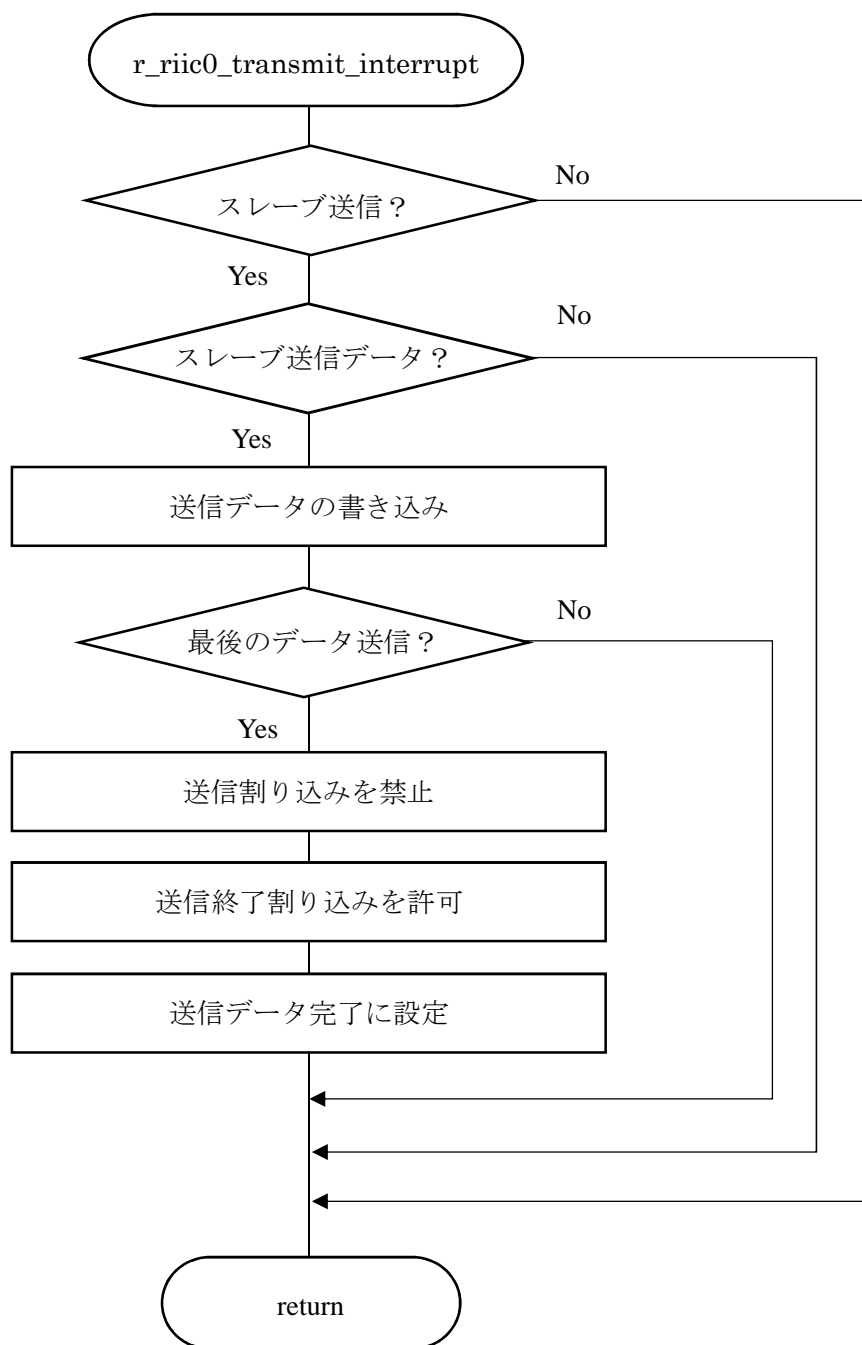 r_riic0_transmit_interrupt
スレーブ送信？
No
Yes
スレーブ送信データ？
No
Yes
送信データの書き込み
最後のデータ送信？
No
Yes
送信割り込みを禁止
送信終了割り込みを許可
送信データ完了に設定
return